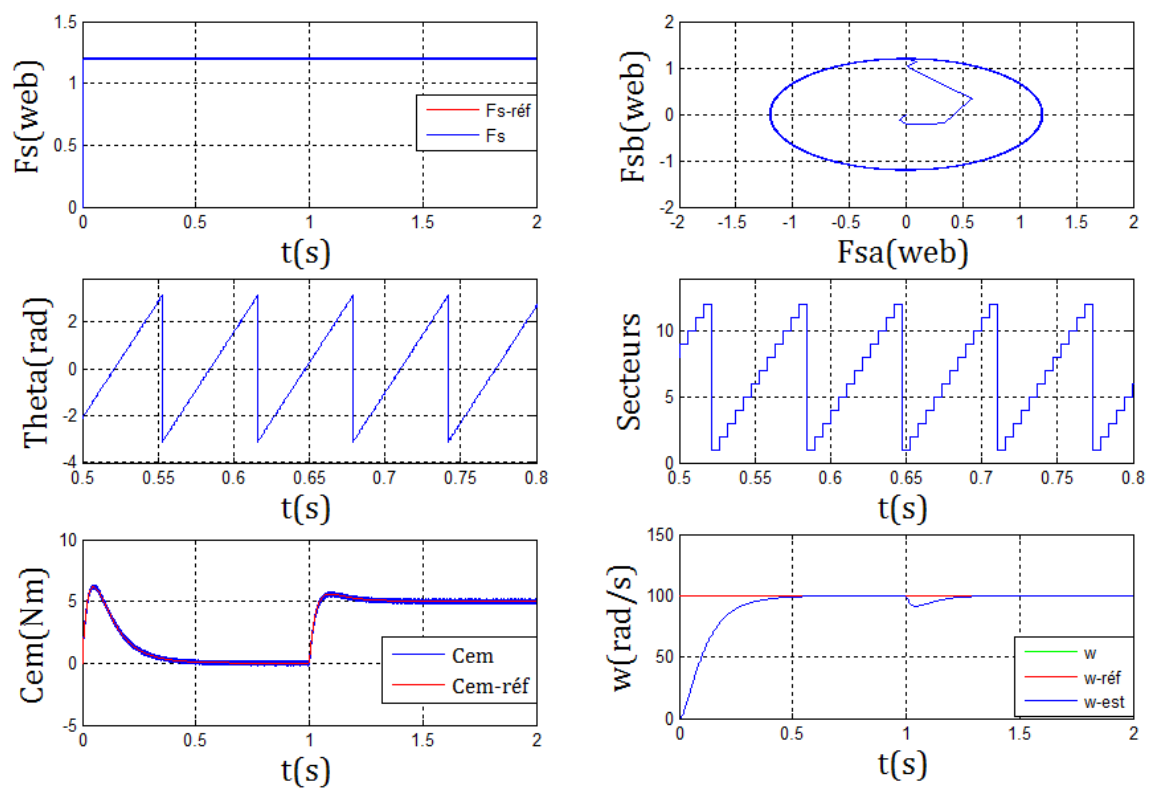 1.5
1
0.5
0
0 0.5 1 1.5 2
Fs(web)
t(s)
Fs-réf
Fs
2
1
0
-1
-2
-2 -1.5 -1 -0.5 0 0.5 1 1.5 2
Fsb(web)
Fsa(web)
2
0
-2
-4
0.5 0.55 0.6 0.65 0.7 0.75 0.8
Theta(rad)
t(s)
10
5
0
0.5 0.55 0.6 0.65 0.7 0.75 0.8
Secteurs
t(s)
10
5
0
-5
0 0.5 1 1.5 2
Cem(Nm)
t(s)
Cem
Cem-réf
150
100
50
0
0 0.5 1 1.5 2
w(rad/s)
t(s)
w
w-réf
w-est